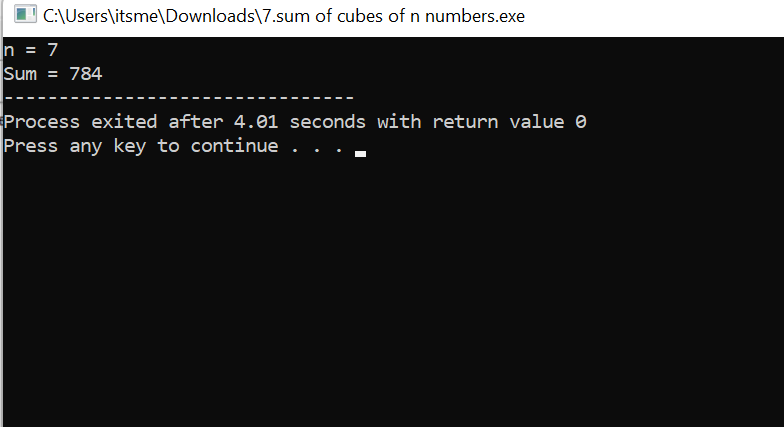 C:\Users\itsme\Downloads\7.sum of cubes of n numbers.exe
n = 7
Sum = 784
--------------------------------
Process exited after 4.01 seconds with return value 0
Press any key to continue . . .